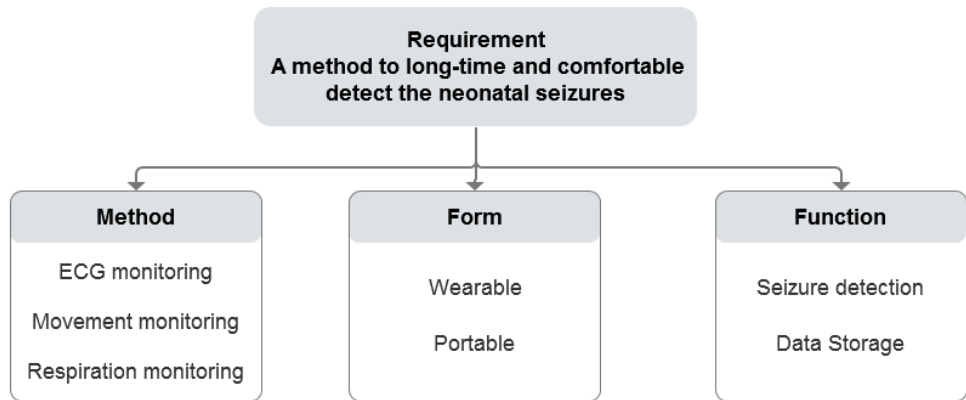 Requirement
A method to long-time and comfortable
detect the neonatal seizures
Method
ECG monitoring
Movement monitoring
Respiration monitoring
Form
Wearable
Portable
Function
Seizure detection
Data Storage